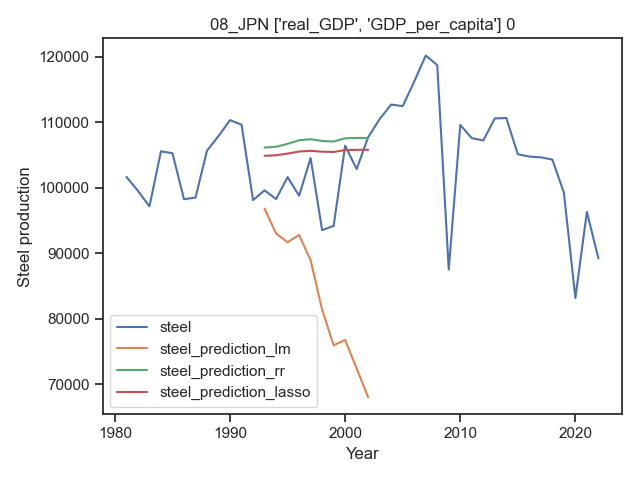 08_JPN ['real_GDP', 'GDP_per_capita'] 0
120000
110000
100000
90000
80000
70000
Steel production
steel
steel_prediction_lm
steel_prediction_rr
steel_prediction_lasso
1980
1990
2000
2010
2020
Year